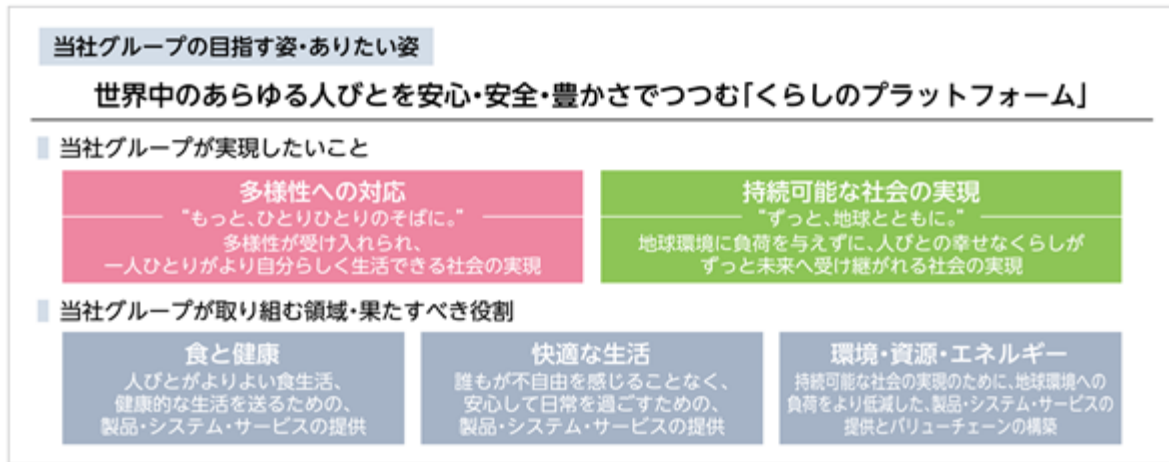 当社グループの目指す姿・ありたい姿
世界中のあらゆる人びとを安心・安全・豊かさでつつむ「くらしのプラットフォーム」
当社グループが実現したいこと
多様性への対応
“もっと、ひとりひとりのそばに。”
多様性が受け入れられ、
一人ひとりがより自分らしく生活できる社会の実現
持続可能な社会の実現
“ずっと、地球とともに。”
地球環境に負荷を与えずに、人びとの幸せなくらしが
ずっと未来へ受け継がれる社会の実現
当社グループが取り組む領域・果たすべき役割
食と健康
人びとがよりよい食生活、
健康的な生活を送るための、
製品・システム・サービスの提供
快適な生活
誰もが不自由を感じることなく、
安心して日常を過ごすための、
製品・システム・サービスの提供
環境・資源・エネルギー
持続可能な社会の実現のために、地球環境への
負荷をより低減した、製品・システム・サービスの
提供とバリューチェーンの構築